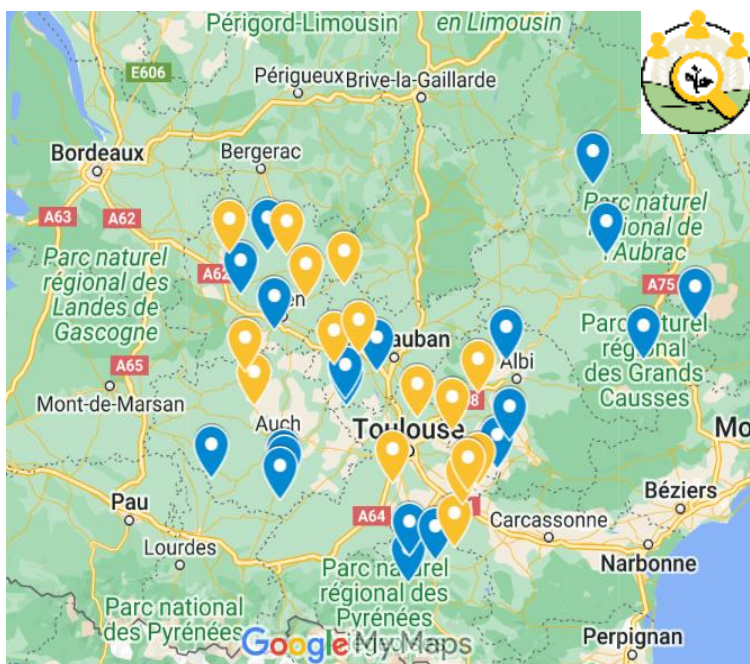 Périgord-Limousin
en Limousin
E606
Périgueux
Brive-la-Gaillarde
Bordeaux
Bergerac
A63
A62
Parc naturel
régional de
l'Aubrac
A62
Parc naturel
régional des
Landes de
Gascogne
A75
A65
Albi
Parc naturel
régional
des Grands
Causses
Mont-de-Marsan
Auch
Toulouse
Mo
Pau
A64
Béziers
Carcassonne
Lourdes
Narbonne
Parc naturel
régional des
Pyrénées
Parc national
des Pyrénées
Google My Maps
Perpignan